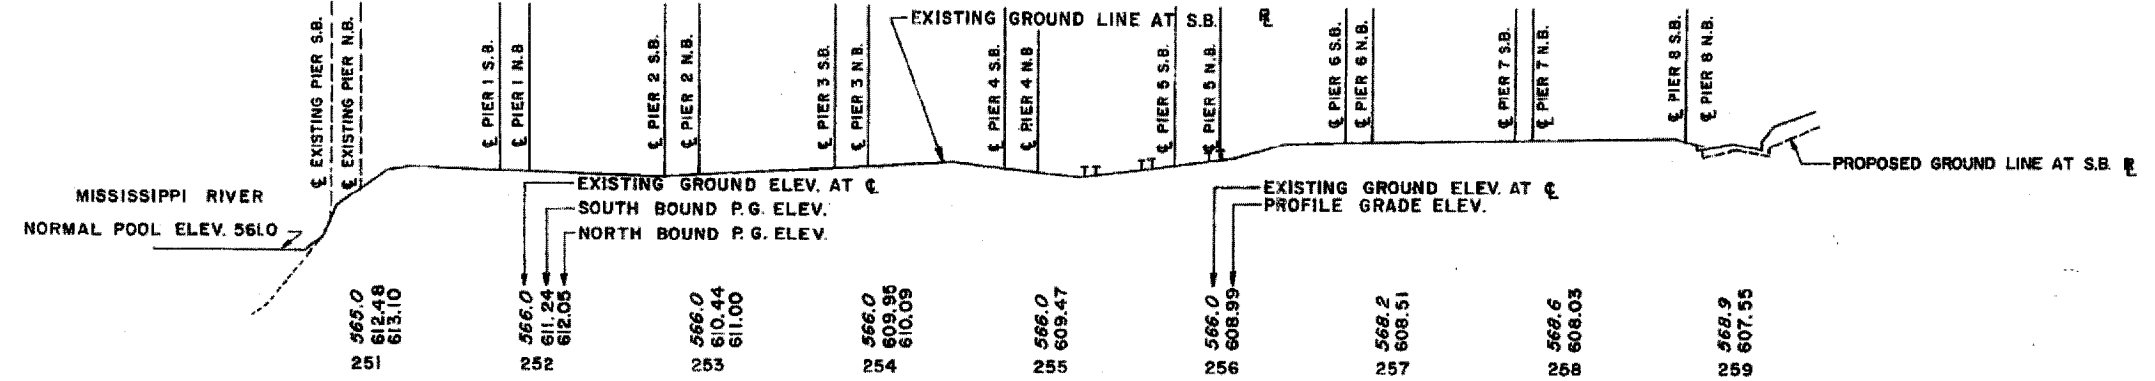 EXISTING GROUND LINE AT S.B. ⅊
℄ EXISTING PIER S.B.
℄ EXISTING PIER N.B.
℄ PIER 1 S.B.
℄ PIER 1 N.B
℄ PIER 2 S.B.
℄ PIER 2 N.B.
℄ PIER 3 S.B.
℄ PIER 3 N.B.
℄ PIER 4 S.B.
℄ PIER 4 N.B
℄ PIER 5 S.B.
℄ PIER 5 N.B.
℄ PIER 6 S.B.
℄ PIER 6 N.B.
℄ PIER 7 S.B.
℄ PIER 7 N.B.
℄ PIER 8 S.B.
℄ PIER 8 N.B.
TT
TT
TT
PROPOSED GROUND LINE AT S.B. ⅊
MISSISSIPPI RIVER
NORMAL POOL ELEV. 561.0
EXISTING GROUND ELEV. AT ℄
SOUTH BOUND P.G. ELEV.
NORTH BOUND P.G. ELEV.
EXISTING GROUND ELEV. AT ℄
PROFILE GRADE ELEV.
565.0
612.48
613.10
566.0
611.24
612.05
566.0
610.44
611.00
566.0
609.95
610.09
566.0
609.47
566.0
608.99
568.2
608.51
568.6
608.03
568.9
607.55
251 252 253 254 255 256 257 258 259